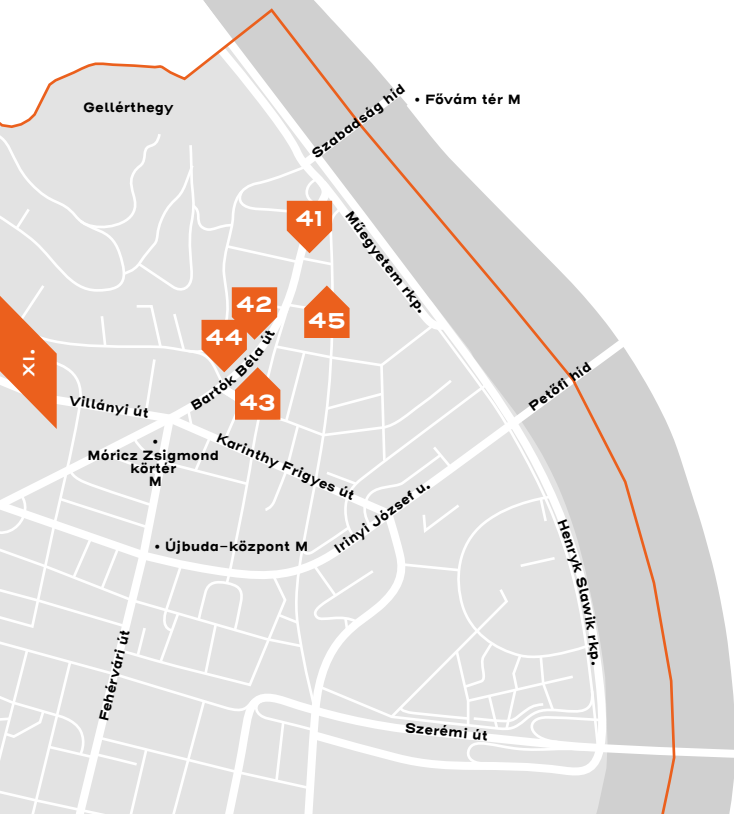 Gellérthegy
Szabadság híd
• Fővám tér M
41
Műegyetem rkp.
42
45
44
XI.
Bartók Béla út
43
Petőfi híd
Villányi út
Karinthy Frigyes út
Móricz Zsigmond
körtér
M
Irinyi József u.
• Újbuda-központ M
Henryk Slawik rkp.
Fehérvári út
Szerémi út